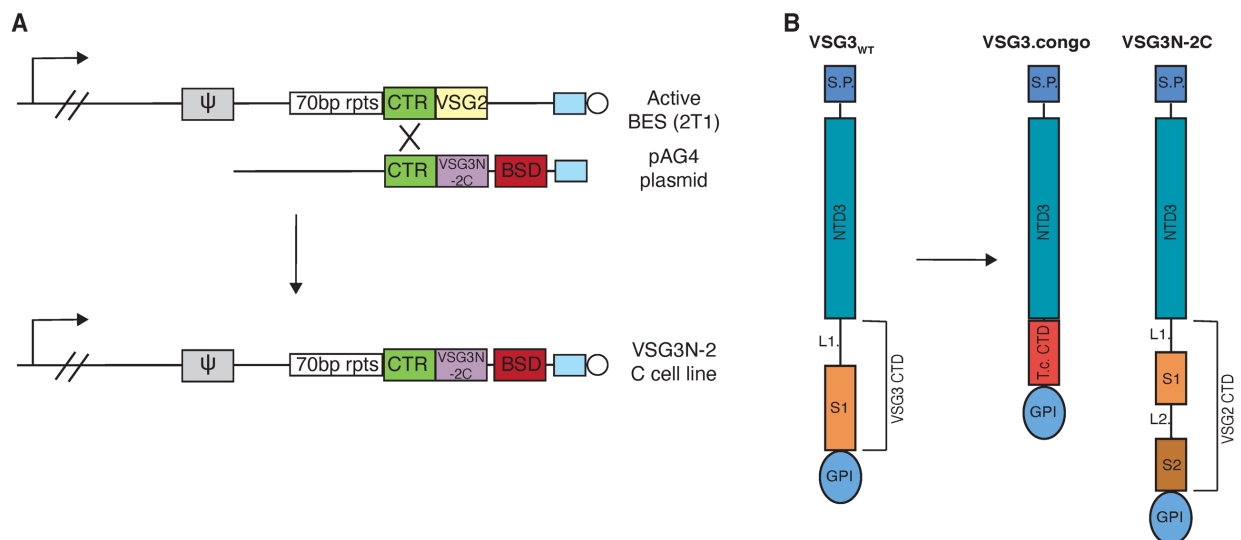 A
ψ
70bp rpts
CTR
VSG2
Active
BES (2T1)
CTR
VSG3N
-2C
BSD
pAG4
plasmid
ψ
70bp rpts
CTR
VSG3N
-2C
BSD
VSG3N-2
C cell line
B
VSG3WT
S.P.
NTD3
L1.
S1
GPI
VSG3 CTD
VSG3.congo
S.P.
NTD3
T.c. CTD
GPI
VSG3N-2C
S.P.
NTD3
L1.
S1
L2.
S2
GPI
VSG2 CTD